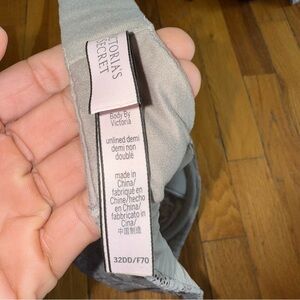 VICTORIA'S
SECRET
Body By
Victoria
unlined demi
demi non
doublé
made in
China/
fabriqué en
Chine/hecho
en China/
fabbricato in
Cina/
中国制造
32DD/F70